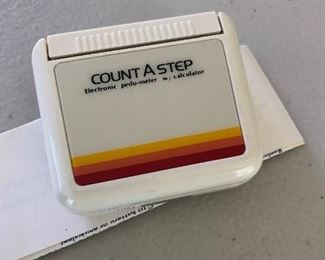 COUNT A STEP
Electronic pedo-meter w/ calculator